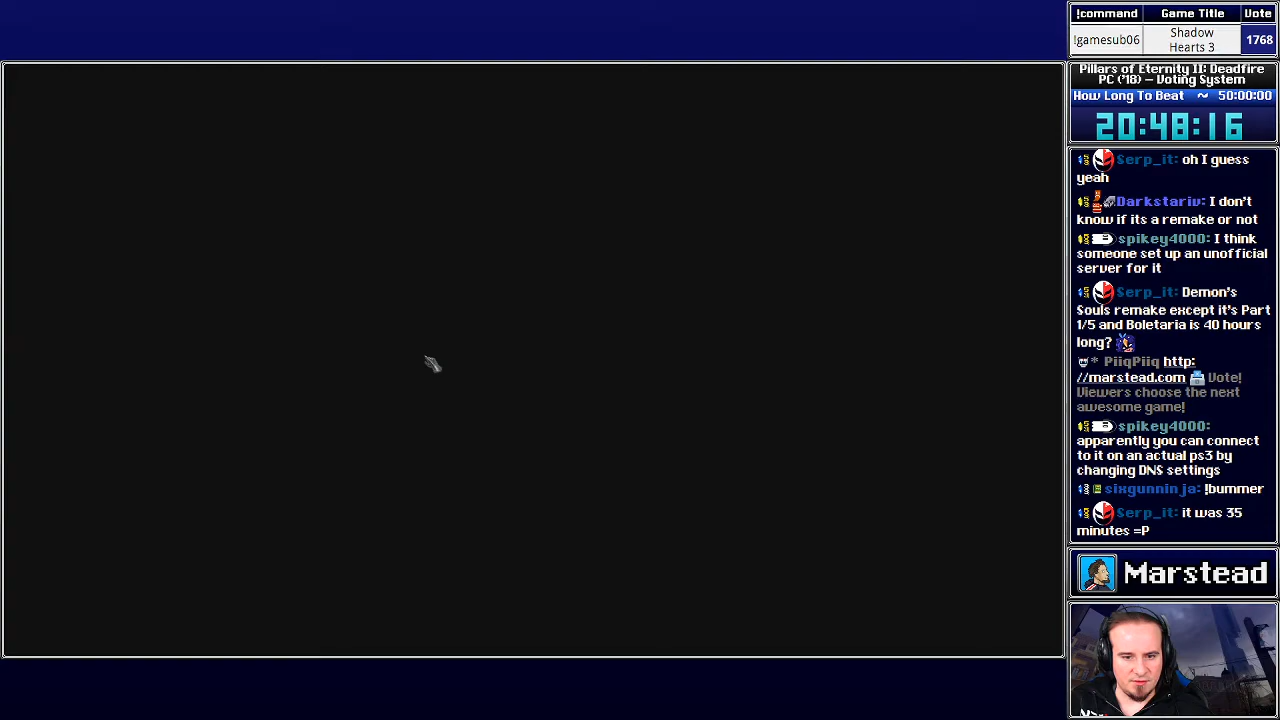 !command Game Title Vote
!gamesub06 Shadow Hearts 3 1768
Pillars of Eternity II: Deadfire
PC ('18) – Voting System
How Long To Beat ~ 50:00:00
20:48:16
Serp_it: oh I guess
yeah
Darkstariv: I don't
know if its a remake or not
spikey4000: I think
someone set up an unofficial
server for it
Serp_it: Demon's
Souls remake except it's Part
1/5 and Boletaria is 40 hours
long?
PiiqPiiq http:
//marstead.com Vote!
Viewers choose the next
awesome game!
spikey4000:
apparently you can connect
to it on an actual ps3 by
changing DNS settings
sixgunninja: !bummer
Serp_it: it was 35
minutes =P
Marstead